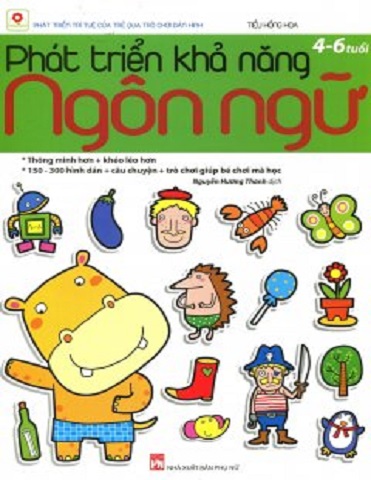 PHÁT TRIỂN TRÍ TUỆ CỦA TRẺ QUA TRÒ CHƠI DÁN HÌNH
TIỂU HỒNG HOA
4-6 tuổi
Phát triển khả năng
NGÔN NGỮ
* Thông minh hơn + khéo léo hơn
* 150 - 300 hình dán + câu chuyện + trò chơi giúp bé chơi mà học
Nguyễn Hương Thành dịch
NHÀ XUẤT BẢN PHỤ NỮ